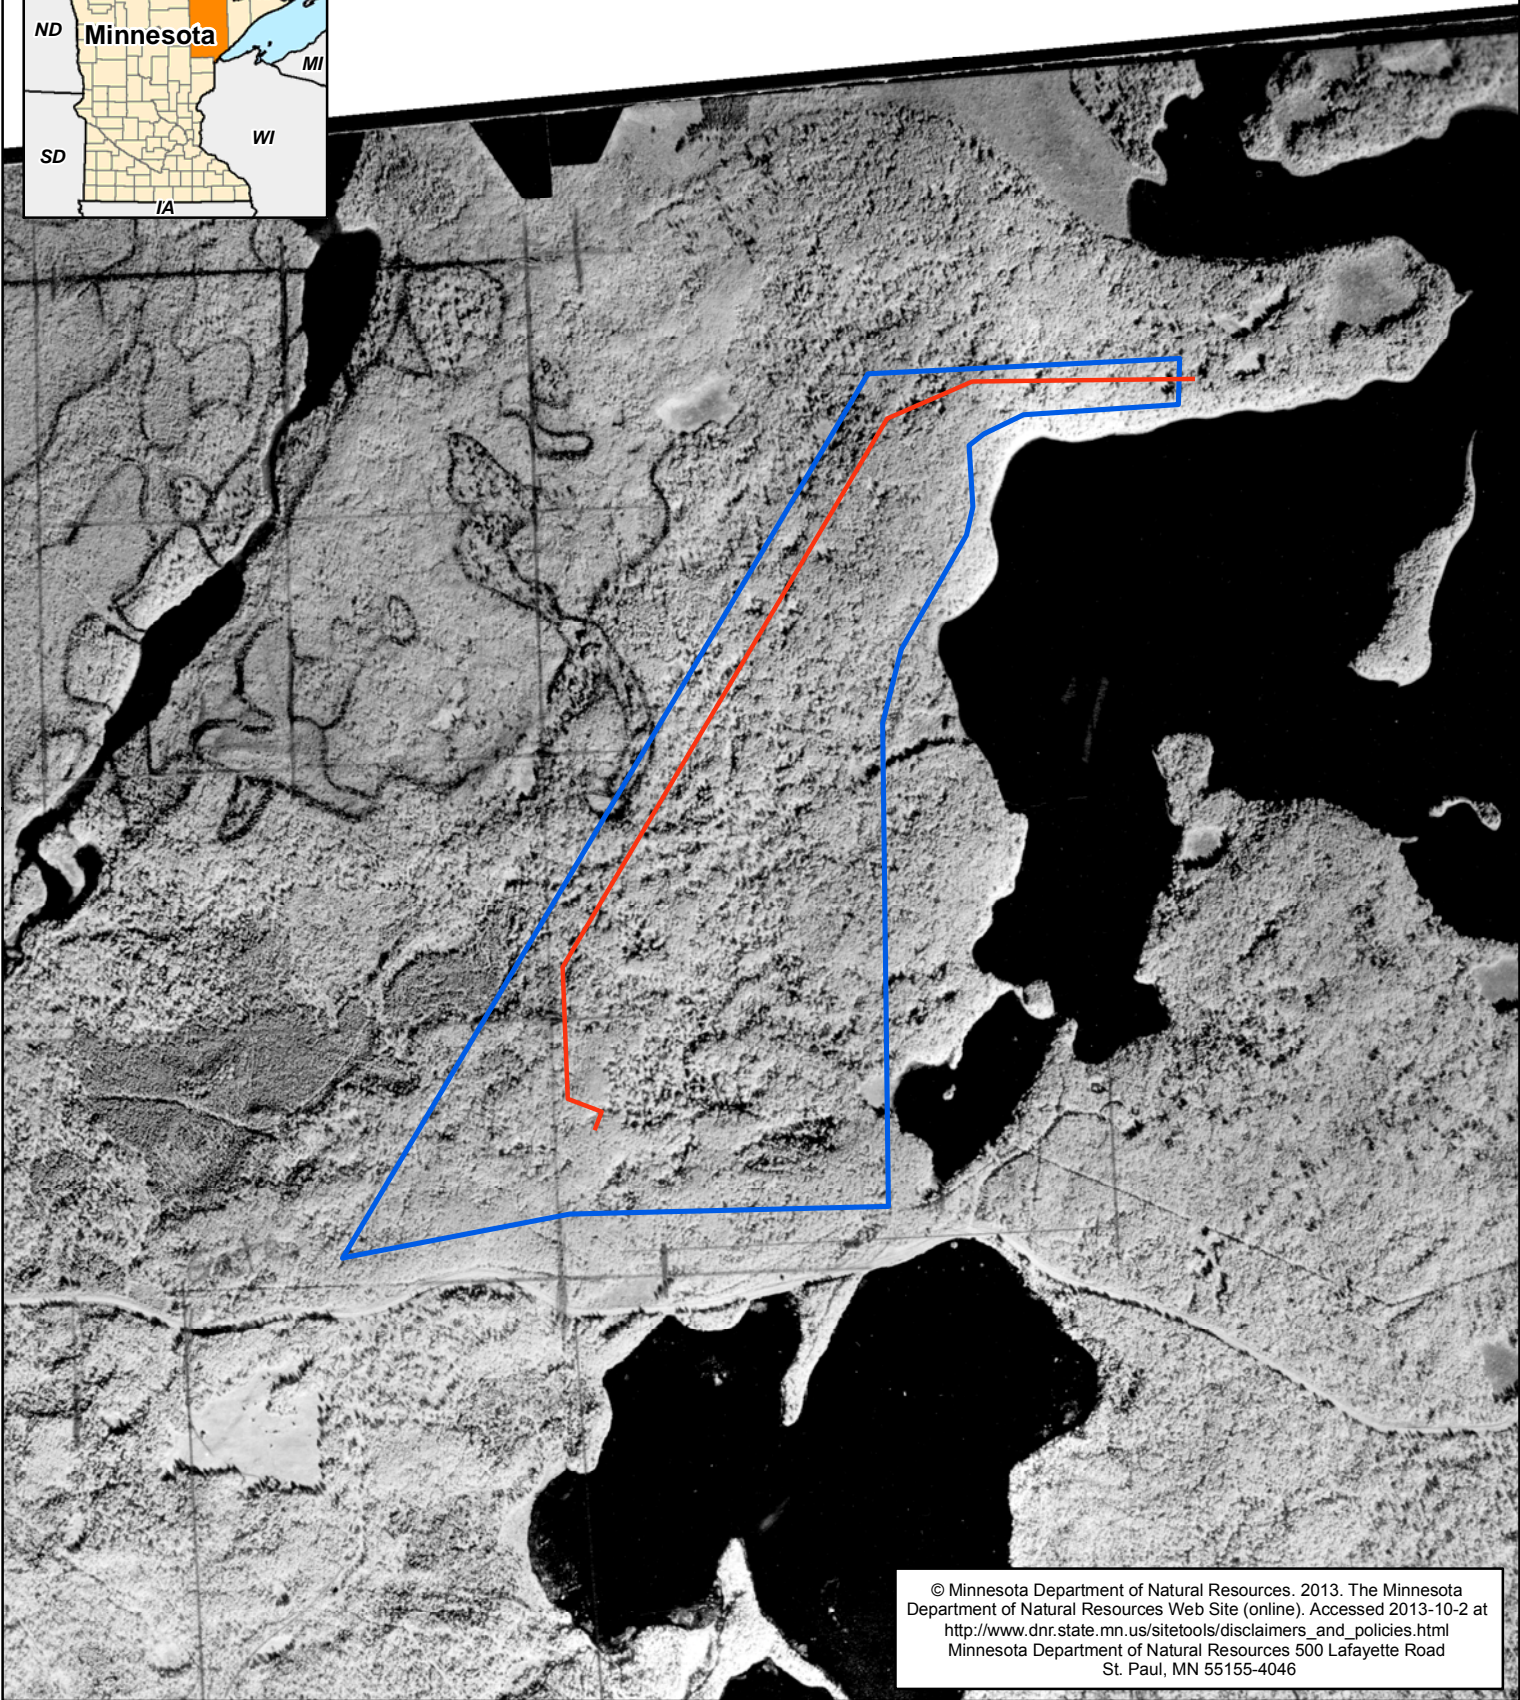 ND
Minnesota
MI
SD
WI
IA
© Minnesota Department of Natural Resources. 2013. The Minnesota
Department of Natural Resources Web Site (online). Accessed 2013-10-2 at
http://www.dnr.state.mn.us/sitetools/disclaimers_and_policies.html
Minnesota Department of Natural Resources 500 Lafayette Road
St. Paul, MN 55155-4046